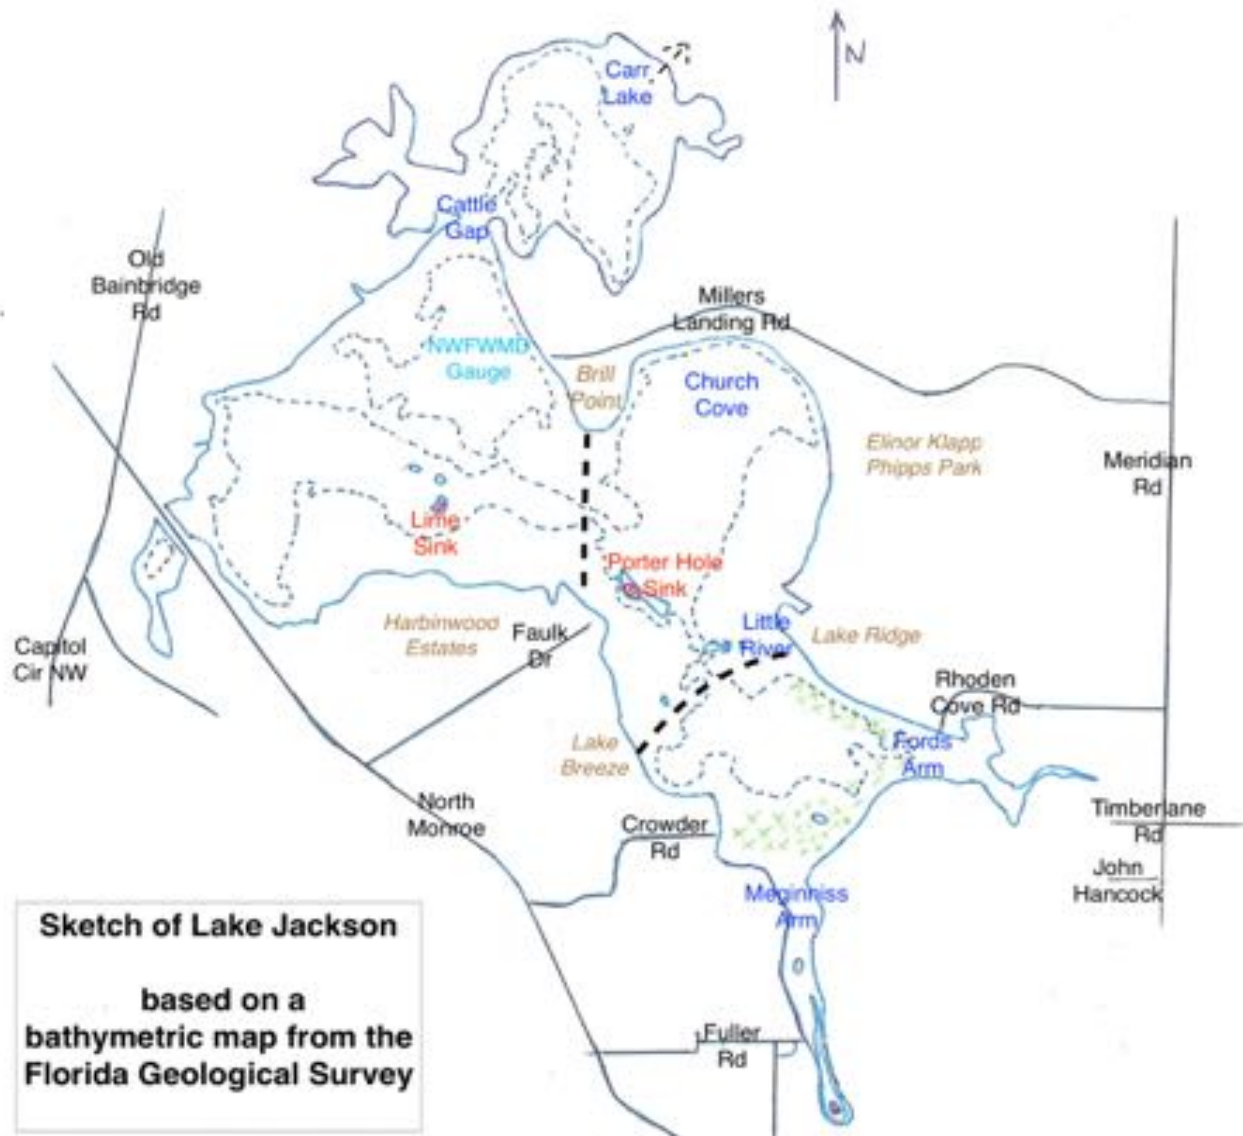 N
Carr
Lake
Cattle
Gap
Old
Bainbridge
Rd
Millers
Landing Rd
NWFWMD
Gauge
Brill
Point
Church
Cove
Elinor Klapp
Phipps Park
Meridian
Rd
Lime
Sink
Porter Hole
Sink
Harbinwood
Estates
Faulk
Dr
Little
River
Lake Ridge
Capitol
Cir NW
Rhoden
Cove Rd
Lake
Breeze
Fords
Arm
North
Monroe
Crowder
Rd
Timberlane
Rd
John
Hancock
Meginniss
Arm
Fuller
Rd
Sketch of Lake Jackson
based on a
bathymetric map from the
Florida Geological Survey